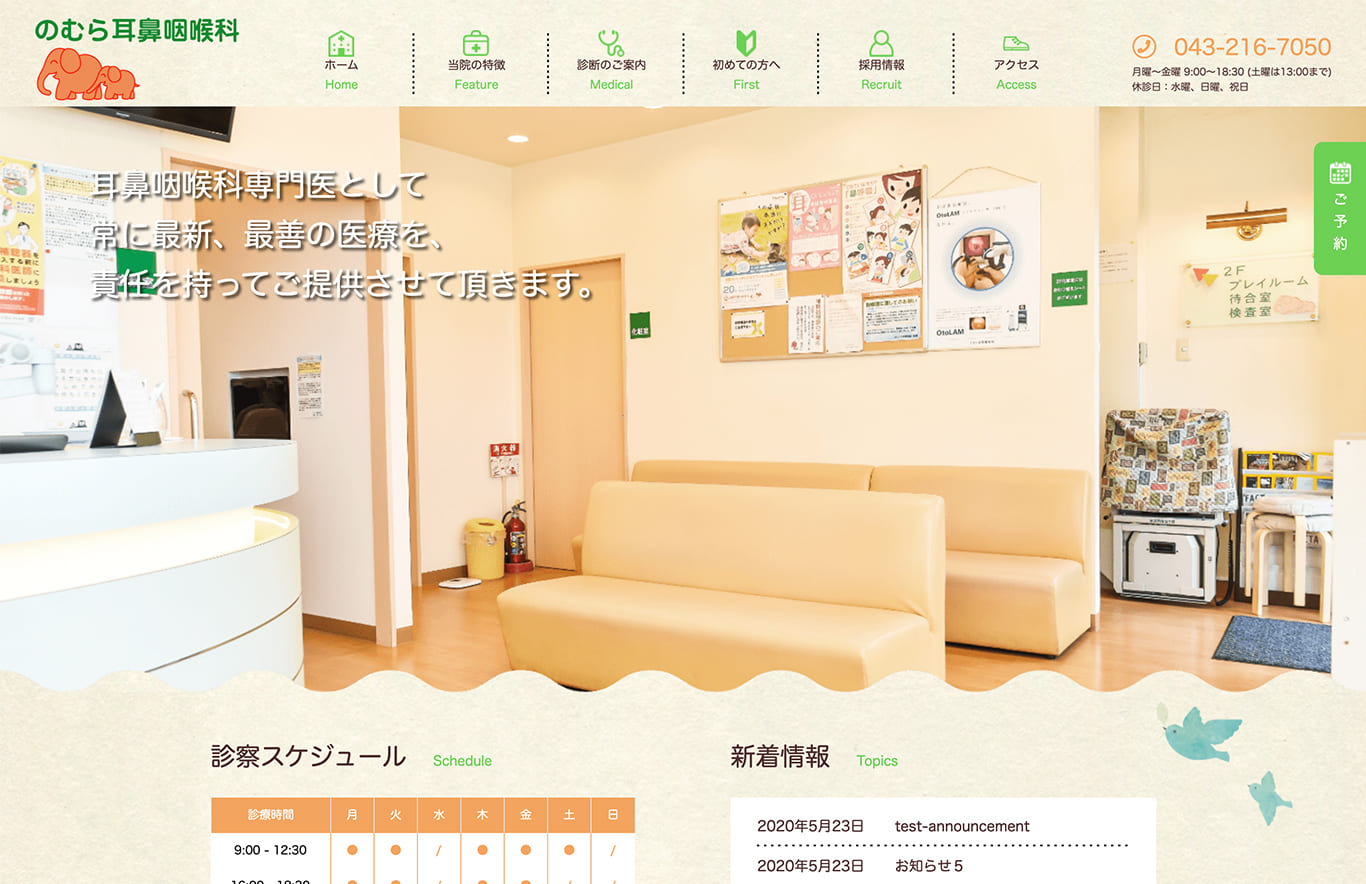 のむら耳鼻咽喉科
ホーム
Home
当院の特徴
Feature
診断のご案内
Medical
初めての方へ
First
採用情報
Recruit
アクセス
Access
043-216-7050
月曜〜金曜 9:00〜18:30 (土曜は13:00まで)
休診日：水曜、日曜、祝日
ご予約
耳鼻咽喉科専門医として
常に最新、最善の医療を、
責任を持ってご提供させて頂きます。
化粧室
消火器
OtoLAM
OtoLAM
2F
プレイルーム
待合室
検査室
診察スケジュール Schedule
診療時間 月 火 水 木 金 土 日
9:00 - 12:30 ● ● / ● ● ● /
新着情報 Topics
2020年5月23日 test-announcement
2020年5月23日 お知らせ５